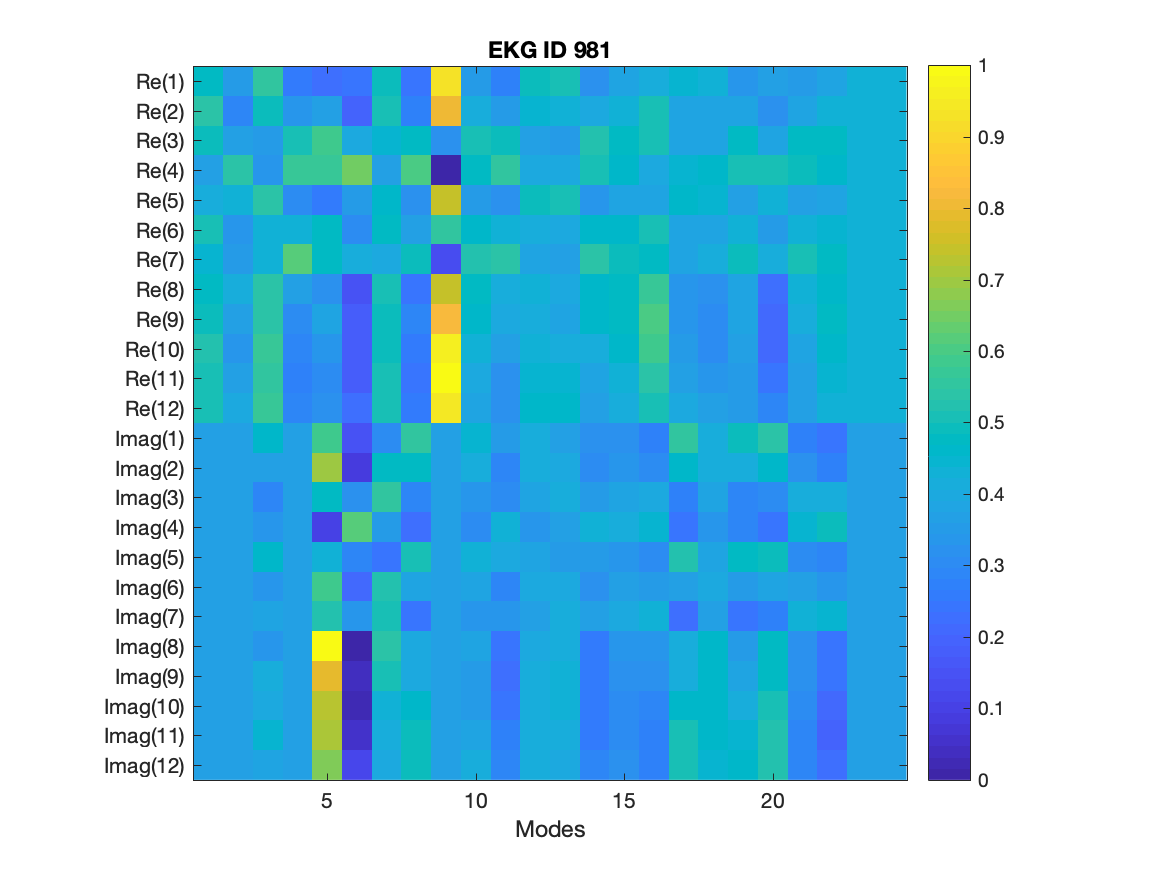 EKG ID 981
Re(1)
Re(2)
Re(3)
Re(4)
Re(5)
Re(6)
Re(7)
Re(8)
Re(9)
Re(10)
Re(11)
Re(12)
Imag(1)
Imag(2)
Imag(3)
Imag(4)
Imag(5)
Imag(6)
Imag(7)
Imag(8)
Imag(9)
Imag(10)
Imag(11)
Imag(12)
5 10 15 20
Modes
1
0.9
0.8
0.7
0.6
0.5
0.4
0.3
0.2
0.1
0